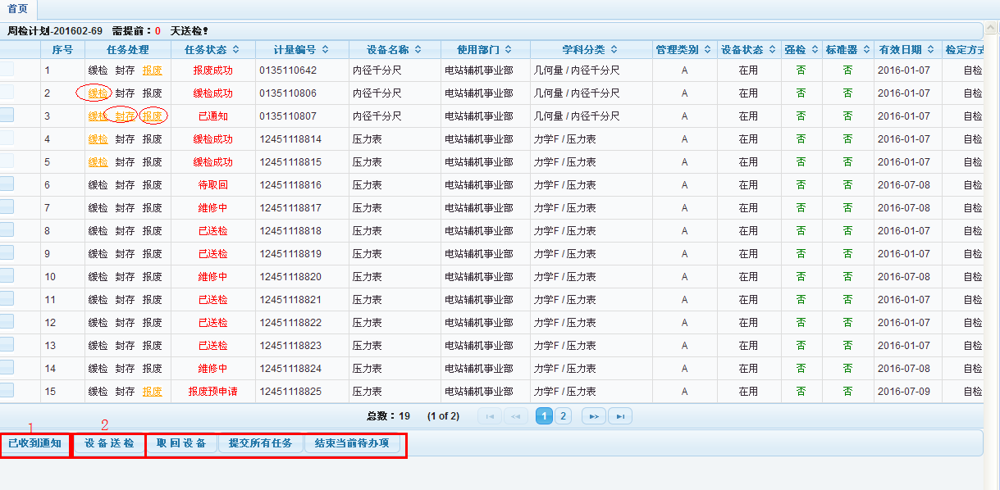 首页
周检计划-201602-69 需提前：0 天送检!
序号 任务处理 任务状态 计量编号 设备名称 使用部门 学科分类 管理类别 设备状态 强检 标准器 有效日期 检定方式
1 缓检 封存 报废 报废成功 0135110642 内径千分尺 电站辅机事业部 几何量 / 内径千分尺 A 在用 否 否 2016-01-07 自检
2 缓检 封存 报废 缓检成功 0135110806 内径千分尺 电站辅机事业部 几何量 / 内径千分尺 A 在用 否 否 2016-01-07 自检
3 缓检 封存 报废 已通知 0135110807 内径千分尺 电站辅机事业部 几何量 / 内径千分尺 A 在用 否 否 2016-01-07 自检
4 缓检 封存 报废 缓检成功 12451118814 压力表 电站辅机事业部 力学F / 压力表 A 在用 否 否 2016-01-07 自检
5 缓检 封存 报废 缓检成功 12451118815 压力表 电站辅机事业部 力学F / 压力表 A 在用 否 否 2016-01-07 自检
6 缓检 封存 报废 待取回 12451118816 压力表 电站辅机事业部 力学F / 压力表 A 在用 否 否 2016-07-08 自检
7 缓检 封存 报废 维修中 12451118817 压力表 电站辅机事业部 力学F / 压力表 A 在用 否 否 2016-07-08 自检
8 缓检 封存 报废 已送检 12451118818 压力表 电站辅机事业部 力学F / 压力表 A 在用 否 否 2016-01-07 自检
9 缓检 封存 报废 已送检 12451118819 压力表 电站辅机事业部 力学F / 压力表 A 在用 否 否 2016-01-07 自检
10 缓检 封存 报废 维修中 12451118820 压力表 电站辅机事业部 力学F / 压力表 A 在用 否 否 2016-07-08 自检
11 缓检 封存 报废 已送检 12451118821 压力表 电站辅机事业部 力学F / 压力表 A 在用 否 否 2016-01-07 自检
12 缓检 封存 报废 已送检 12451118822 压力表 电站辅机事业部 力学F / 压力表 A 在用 否 否 2016-01-07 自检
13 缓检 封存 报废 已送检 12451118823 压力表 电站辅机事业部 力学F / 压力表 A 在用 否 否 2016-01-07 自检
14 缓检 封存 报废 维修中 12451118824 压力表 电站辅机事业部 力学F / 压力表 A 在用 否 否 2016-07-08 自检
15 缓检 封存 报废 报废预申请 12451118825 压力表 电站辅机事业部 力学F / 压力表 A 在用 否 否 2016-07-09 自检
总数：19 (1 of 2) 1 2
1 2
已收到通知 设备送检 取回设备 提交所有任务 结束当前待办项